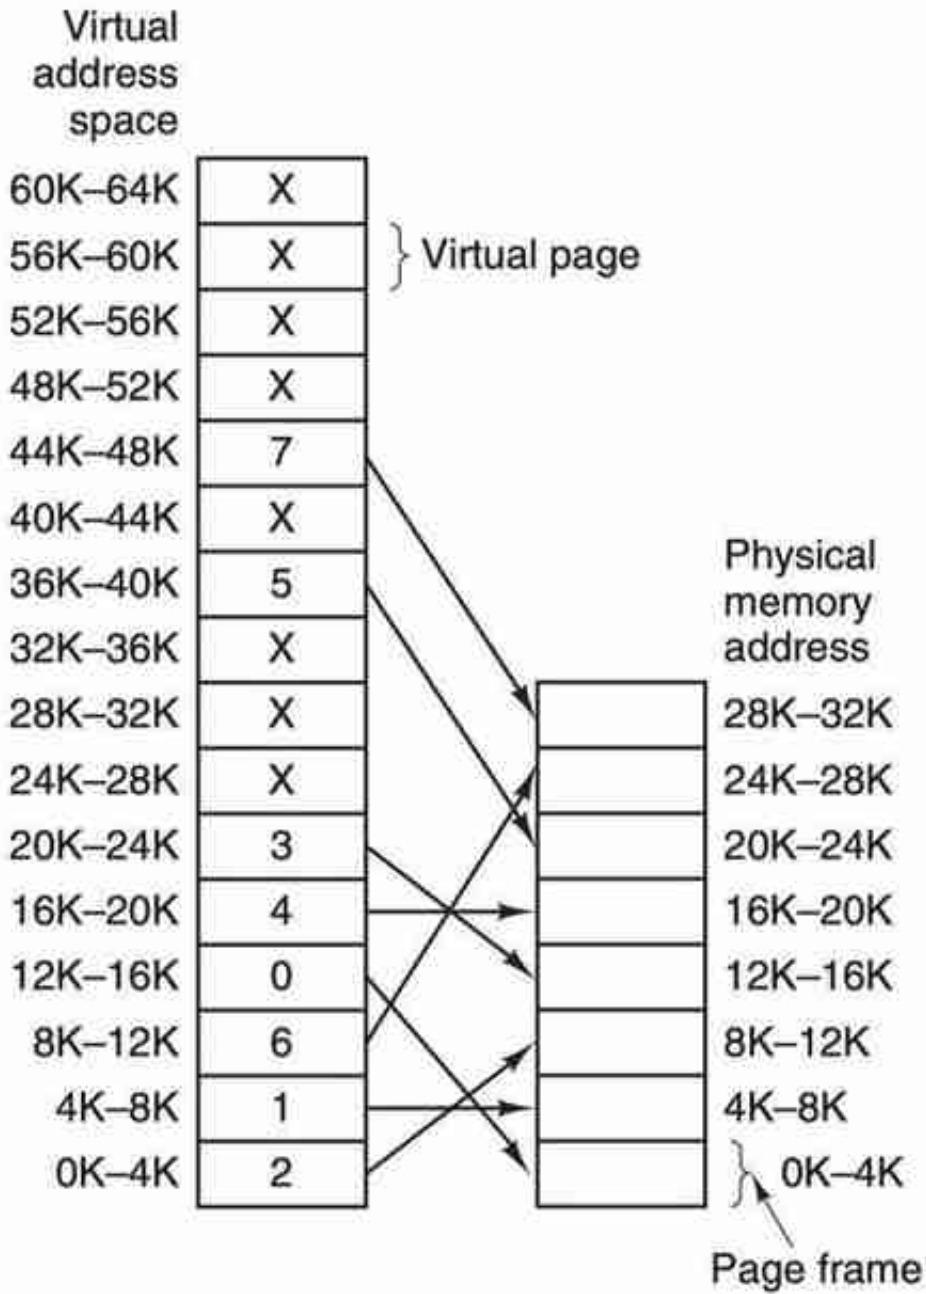 Virtual
address
space
60K–64K X
56K–60K X Virtual page
52K–56K X
48K–52K X
44K–48K 7
40K–44K X
36K–40K 5
32K–36K X
28K–32K X
24K–28K X
20K–24K 3
16K–20K 4
12K–16K 0
8K–12K 6
4K–8K 1
0K–4K 2
Physical
memory
address
28K–32K
24K–28K
20K–24K
16K–20K
12K–16K
8K–12K
4K–8K
0K–4K
Page frame